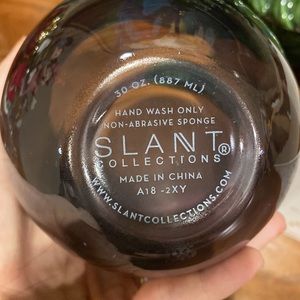 30 OZ. (887 ML)
HAND WASH ONLY
NON-ABRASIVE SPONGE
SLANT®
COLLECTIONS
MADE IN CHINA
A18 -2XY
WWW.SLANTCOLLECTIONS.COM